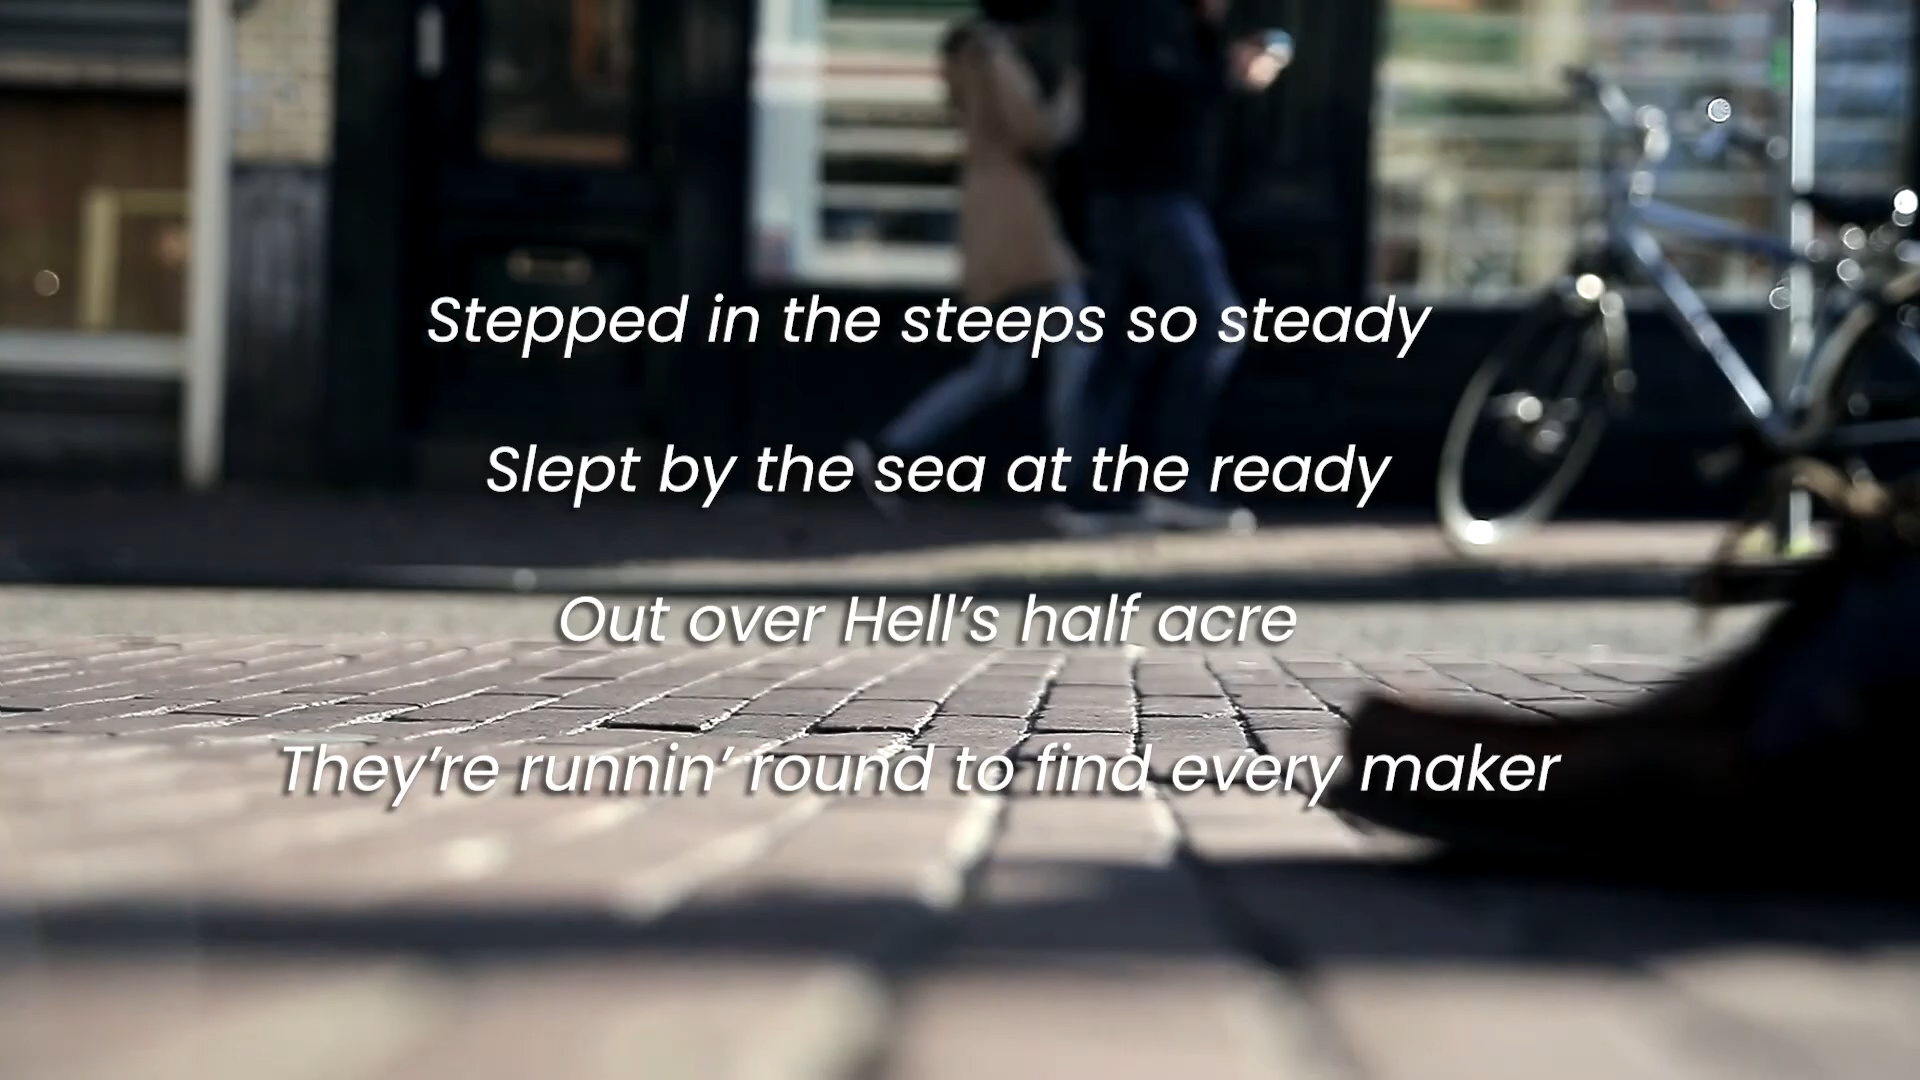 Stepped in the steeps so steady
Slept by the sea at the ready
Out over Hell’s half acre
They’re runnin’ ’round to find every maker